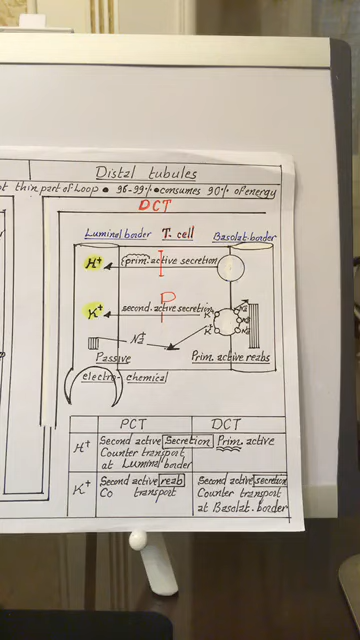 Distal tubules
thin part of Loop • 96-99% • consumes 90% of energy
DCT
Luminal border T. cell Basolat. border
H+ prim. active secretion
I
P
K+ second. active secretion K+
K+
Na+
Passive Prim. active reabs
electro-chemical
PCT DCT
H+ Second active Secretion Prim. active
Counter transport
at Luminal border
K+ Second active reab Second active secretion
Co transport Counter transport
at Basolat. border